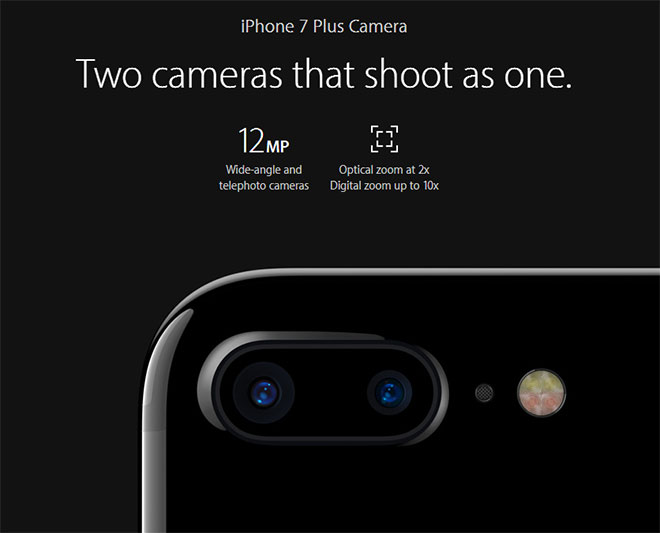 iPhone 7 Plus Camera
Two cameras that shoot as one.
12MP
Wide-angle and
telephoto cameras
Optical zoom at 2x
Digital zoom up to 10x